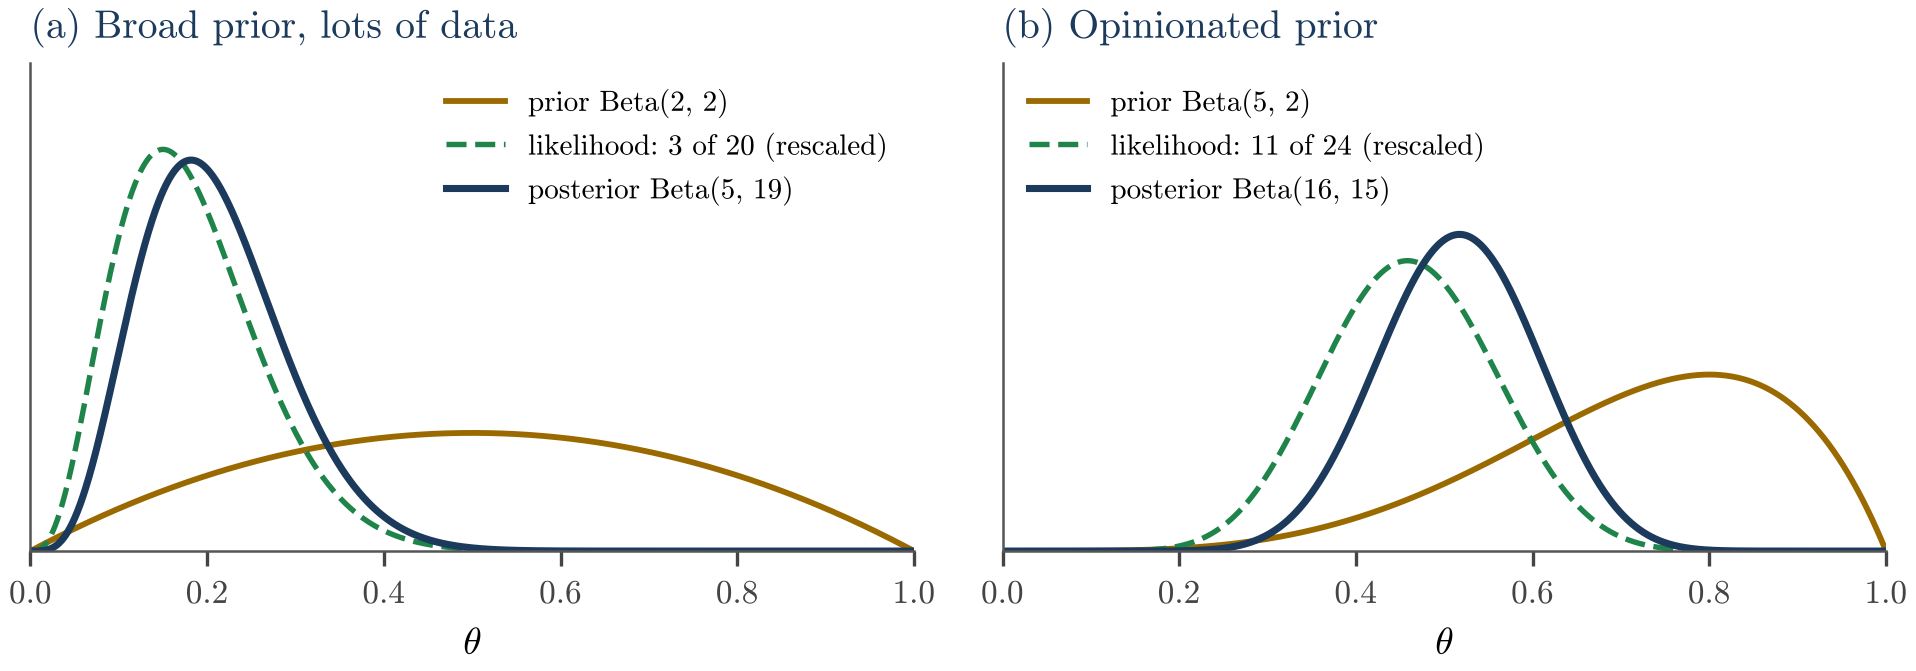 (a) Broad prior, lots of data
prior Beta(2, 2)
likelihood: 3 of 20 (rescaled)
posterior Beta(5, 19)
0.0 0.2 0.4 0.6 0.8 1.0
θ
(b) Opinionated prior
prior Beta(5, 2)
likelihood: 11 of 24 (rescaled)
posterior Beta(16, 15)
0.0 0.2 0.4 0.6 0.8 1.0
θ